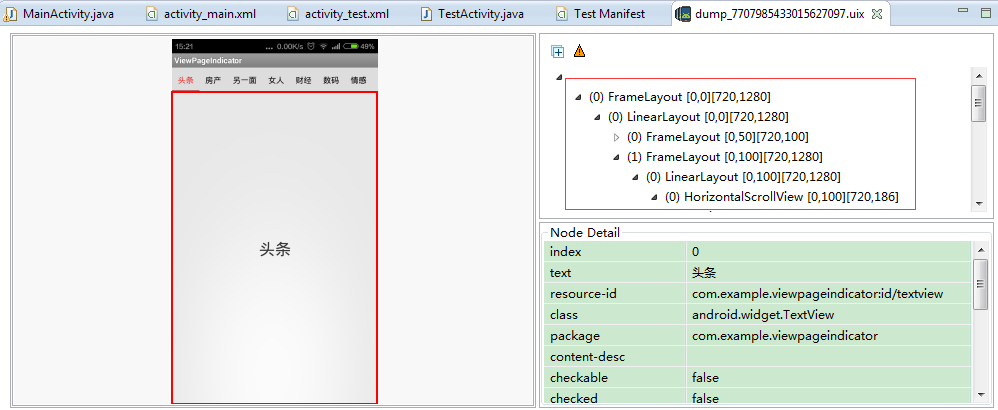 MainActivity.java
activity_main.xml
activity_test.xml
TestActivity.java
Test Manifest
dump_7707985433015627097.uix
15:21 ... 0.00K/s 49%
ViewPageIndicator
头条 房产 另一面 女人 财经 数码 情感
头条
(0) FrameLayout [0,0][720,1280]
(0) LinearLayout [0,0][720,1280]
(0) FrameLayout [0,50][720,100]
(1) FrameLayout [0,100][720,1280]
(0) LinearLayout [0,100][720,1280]
(0) HorizontalScrollView [0,100][720,186]
Node Detail
index 0
text 头条
resource-id com.example.viewpageindicator:id/textview
class android.widget.TextView
package com.example.viewpageindicator
content-desc
checkable false
checked false